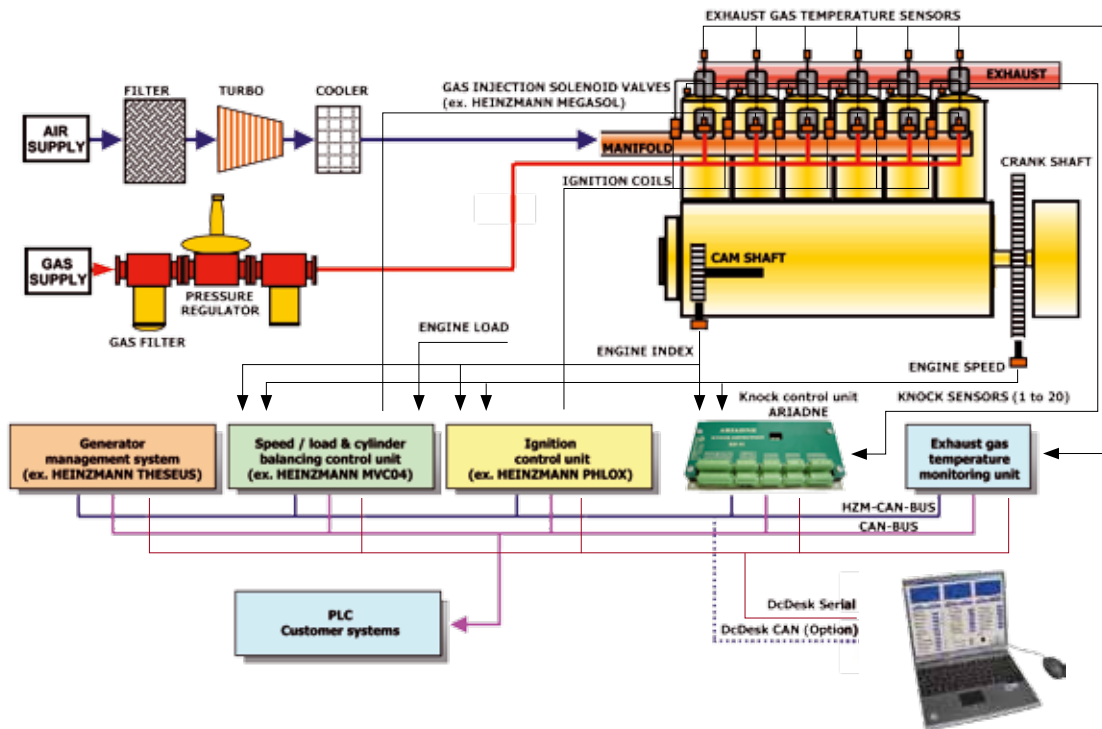 EXHAUST GAS TEMPERATURE SENSORS
FILTER
TURBO
COOLER
GAS INJECTION SOLENOID VALVES
(ex. HEINZMANN MEGASOL)
EXHAUST
AIR
SUPPLY
MANIFOLD
CRANK SHAFT
IGNITION COILS
GAS
SUPPLY
CAM SHAFT
PRESSURE
REGULATOR
GAS FILTER
ENGINE LOAD
ENGINE INDEX
ENGINE SPEED
Knock control unit
ARIADNE
KNOCK SENSORS (1 to 20)
Generator
management system
(ex. HEINZMANN THESEUS)
Speed / load & cylinder
balancing control unit
(ex. HEINZMANN MVC04)
Ignition
control unit
(ex. HEINZMANN PHLOX)
ARIADNE
Exhaust gas
temperature
monitoring unit
HZM-CAN-BUS
CAN-BUS
PLC
Customer systems
DcDesk Serial
DcDesk CAN (Option)